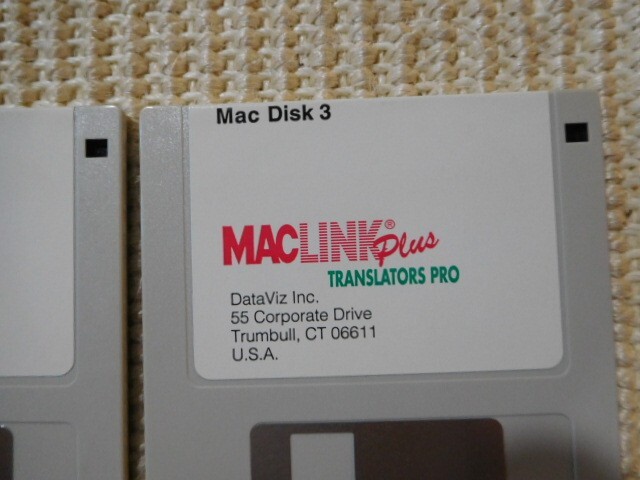 Mac Disk 3
MACLINK® Plus
TRANSLATORS PRO
DataViz Inc.
55 Corporate Drive
Trumbull, CT 06611
U.S.A.